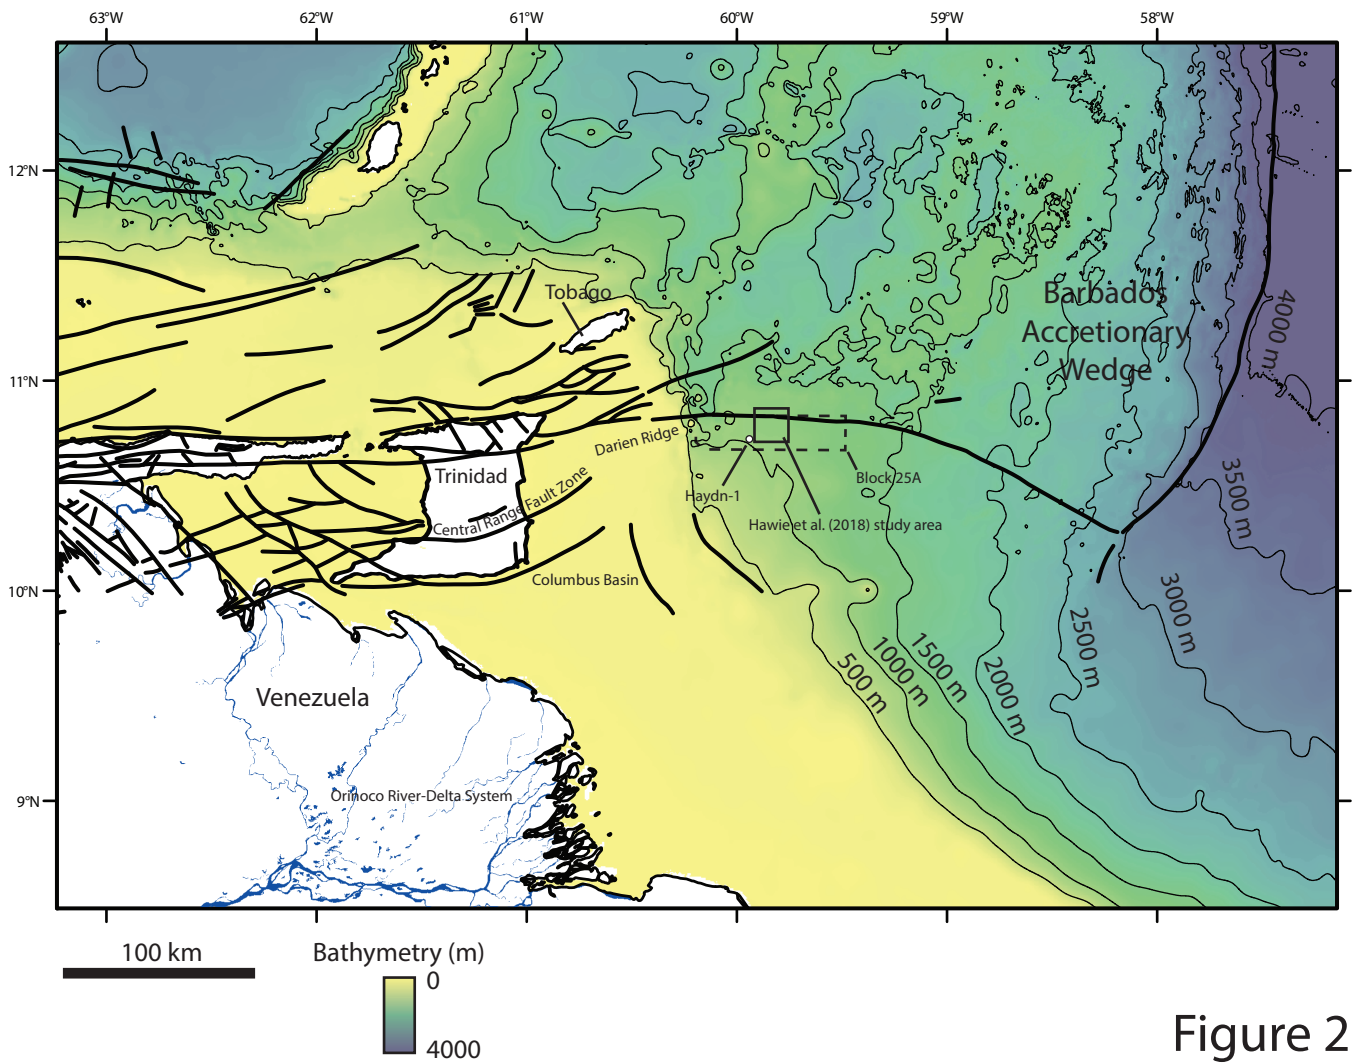 63°W
62°W
61°W
60°W
59°W
58°W
12°N
11°N
10°N
9°N
Tobago
Barbados
Accretionary
Wedge
4000 m
Darien Ridge
Trinidad
Central Range Fault Zone
Haydn-1
Block 25A
Hawie et al. (2018) study area
3500 m
Columbus Basin
3000 m
2500 m
2000 m
1500 m
1000 m
500 m
Venezuela
Orinoco River-Delta System
100 km
Bathymetry (m)
0
4000
Figure 2